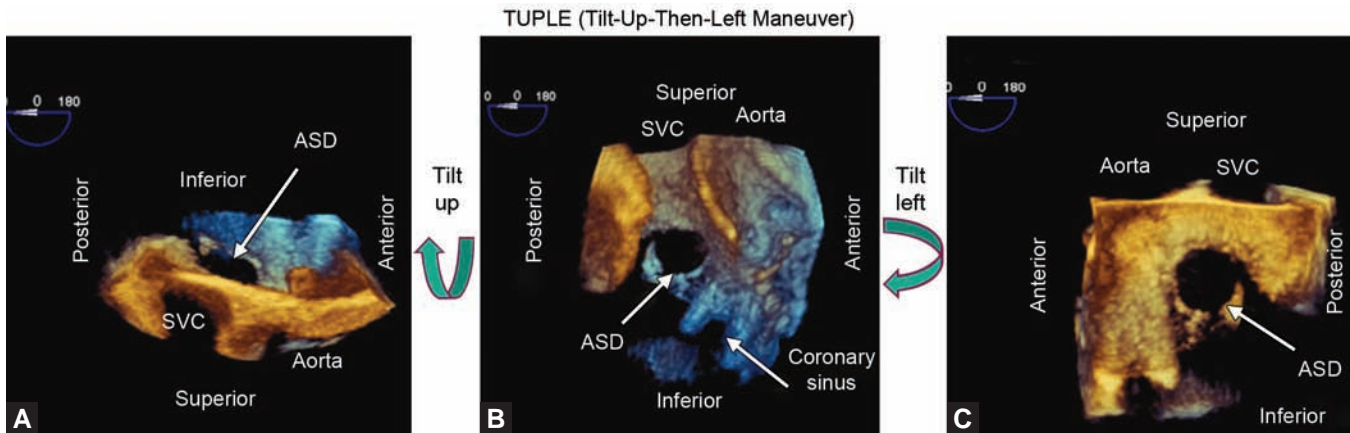 TUPLE (Tilt-Up-Then-Left Maneuver)
0 0 180
ASD
Inferior
Posterior
Anterior
SVC
Aorta
Superior
A
Tilt
up
0 0 180
Superior
SVC
Aorta
Posterior
Anterior
ASD
Coronary
sinus
Inferior
B
Tilt
left
0 0 180
Superior
Aorta
SVC
Anterior
Posterior
ASD
Inferior
C